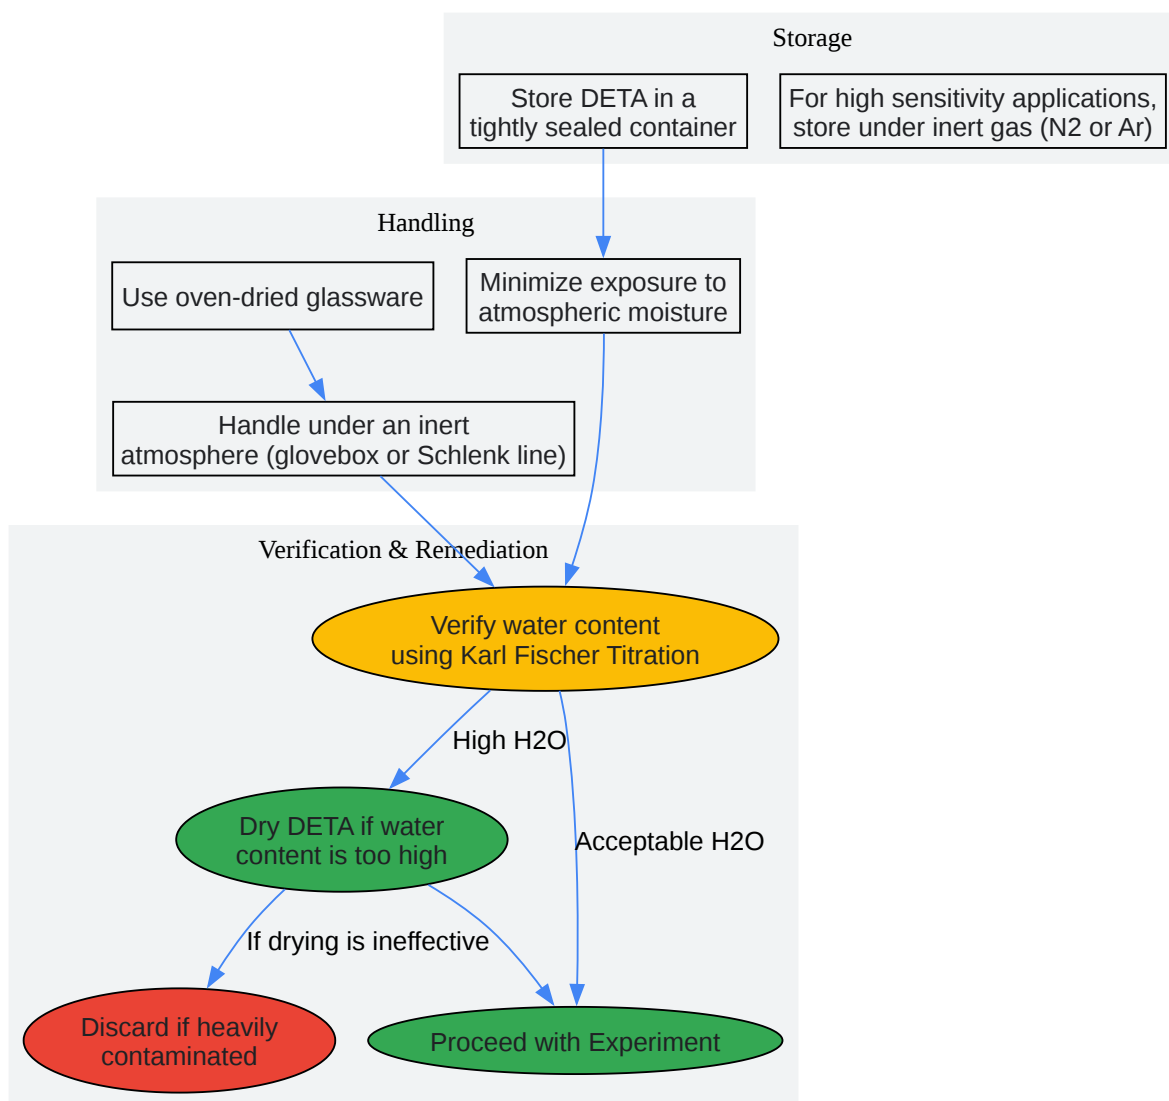 Storage
Store DETA in a
tightly sealed container
For high sensitivity applications,
store under inert gas (N2 or Ar)
Handling
Use oven-dried glassware
Minimize exposure to
atmospheric moisture
Handle under an inert
atmosphere (glovebox or Schlenk line)
Verification & Remediation
Verify water content
using Karl Fischer Titration
High H2O
Dry DETA if water
content is too high
Acceptable H2O
If drying is ineffective
Discard if heavily
contaminated
Proceed with Experiment